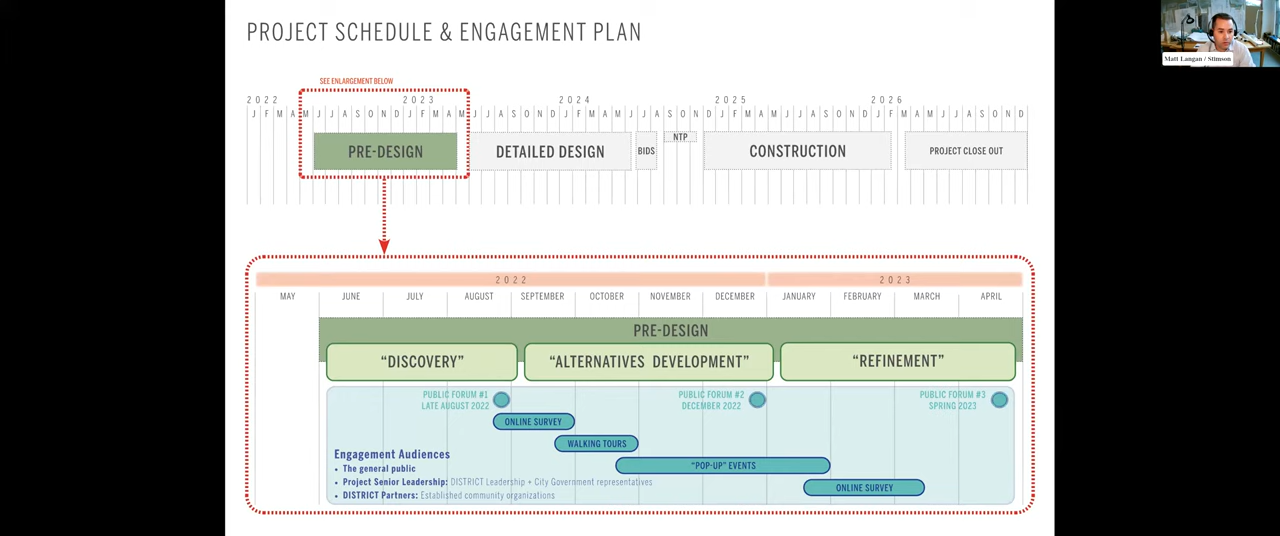 PROJECT SCHEDULE & ENGAGEMENT PLAN
Matt Langan / Stimson
SEE ENLARGEMENT BELOW
2022 2023 2024 2025 2026
J F M A M J J A S O N D J F M A M J J A S O N D J F M A M J J A S O N D J F M A M J J A S O N D J F M A M J J A S O N D
PRE-DESIGN DETAILED DESIGN BIDS NTP CONSTRUCTION PROJECT CLOSE OUT
2022 2023
MAY JUNE JULY AUGUST SEPTEMBER OCTOBER NOVEMBER DECEMBER JANUARY FEBRUARY MARCH APRIL
PRE-DESIGN
“DISCOVERY” “ALTERNATIVES DEVELOPMENT” “REFINEMENT”
PUBLIC FORUM #1 PUBLIC FORUM #2 PUBLIC FORUM #3
LATE AUGUST 2022 DECEMBER 2022 SPRING 2023
ONLINE SURVEY
WALKING TOURS
“POP-UP” EVENTS
ONLINE SURVEY
Engagement Audiences
• The general public
• Project Senior Leadership: DISTRICT Leadership + City Government representatives
• DISTRICT Partners: Established community organizations